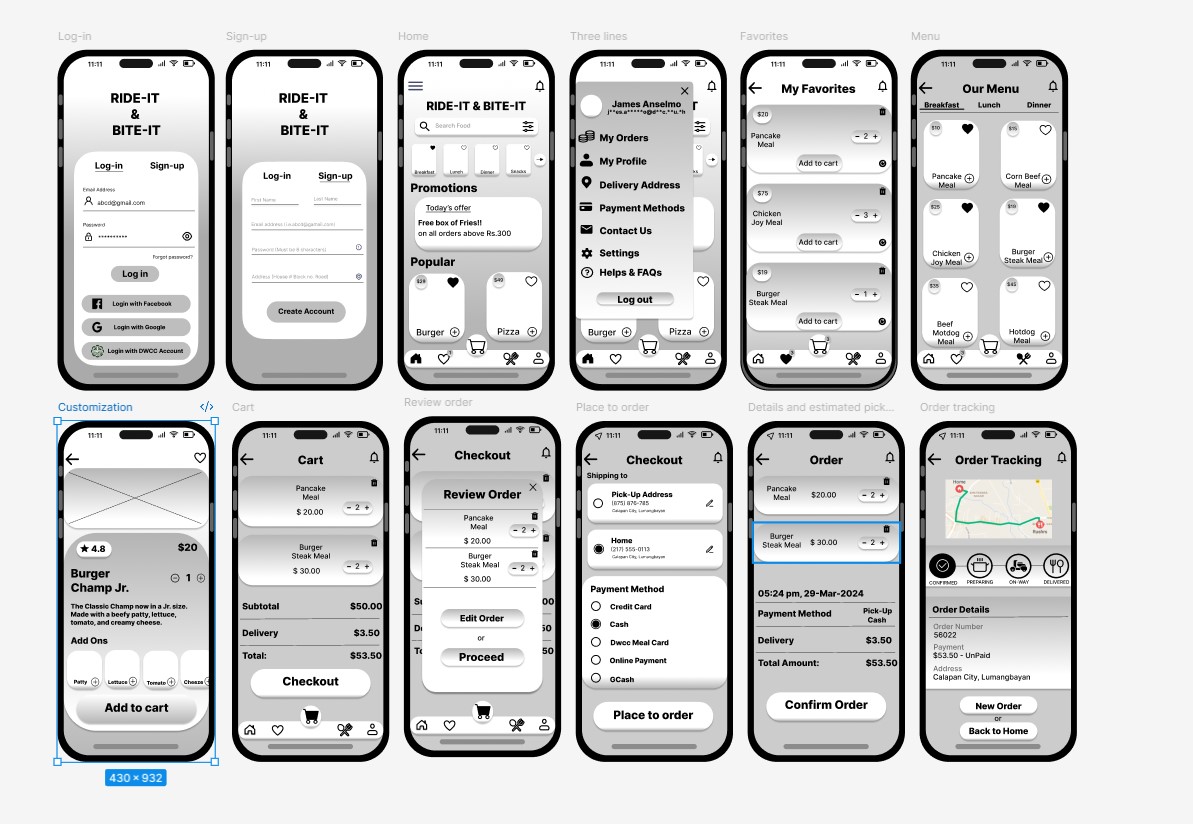 Log-in
11:11
RIDE-IT
&
BITE-IT
Log-in Sign-up
Email Address
abcd@gmail.com
Password
**********
Forgot password?
Log in
Login with Facebook
Login with Google
Login with DWCC Account
Sign-up
11:11
RIDE-IT
&
BITE-IT
Log-in Sign-up
First Name Last Name
Create Account
Home
11:11
RIDE-IT & BITE-IT
Search Food
Breakfast Lunch Dinner Snacks
Promotions
Today's offer
Free box of Fries!!
on all orders above Rs.300
Popular
$29 $49
Burger Pizza
Three lines
11:11
James Anselmo
My Orders
My Profile
Delivery Address
Payment Methods
Contact Us
Settings
Helps & FAQs
Log out
Burger Pizza
Favorites
11:11
My Favorites
$20
Pancake
Meal
- 2 +
Add to cart
$75
Chicken
Joy Meal
- 3 +
Add to cart
$19
Burger
Steak Meal
- 1 +
Add to cart
Menu
11:11
Our Menu
Breakfast Lunch Dinner
$10 $15
Pancake
Meal
Corn Beef
Meal
$25 $19
Chicken
Joy Meal
Burger
Steak Meal
$35 $45
Beef
Motdog
Meal
Hotdog
Meal
Customization
</>
11:11
4.8
$20
Burger
Champ Jr.
1
The Classic Champ now in a Jr. size.
Made with a beefy patty, lettuce,
tomato, and creamy cheese.
Add Ons
Patty Lettuce Tomato Cheese
Add to cart
430 × 932
Cart
11:11
Cart
Pancake
Meal
$ 20.00
- 2 +
Burger
Steak Meal
$ 30.00
- 2 +
Subtotal $50.00
Delivery $3.50
Total: $53.50
Checkout
Review order
11:11
Checkout
Review Order
Pancake
Meal
$ 20.00
- 2 +
Burger
Steak Meal
$ 30.00
- 2 +
Edit Order
or
Proceed
Place to order
11:11
Checkout
Shipping to
Pick-Up Address
(875) 876-785
Calapan City, Lumangbayan
Home
(217) 555-0113
Calapan City, Lumangbayan
Payment Method
Credit Card
Cash
Dwcc Meal Card
Online Payment
GCash
Place to order
Details and estimated pick...
11:11
Order
Pancake
Meal
$20.00
- 2 +
Burger
Steak Meal
$ 30.00
- 2 +
05:24 pm, 29-Mar-2024
Payment Method Pick-Up
Cash
Delivery $3.50
Total Amount: $53.50
Confirm Order
Order tracking
11:11
Order Tracking
Home
CONFIRMED PREPARING ON-WAY DELIVERED
Order Details
Order Number
56022
Payment
$53.50 - UnPaid
Address
Calapan City, Lumangbayan
New Order
or
Back to Home